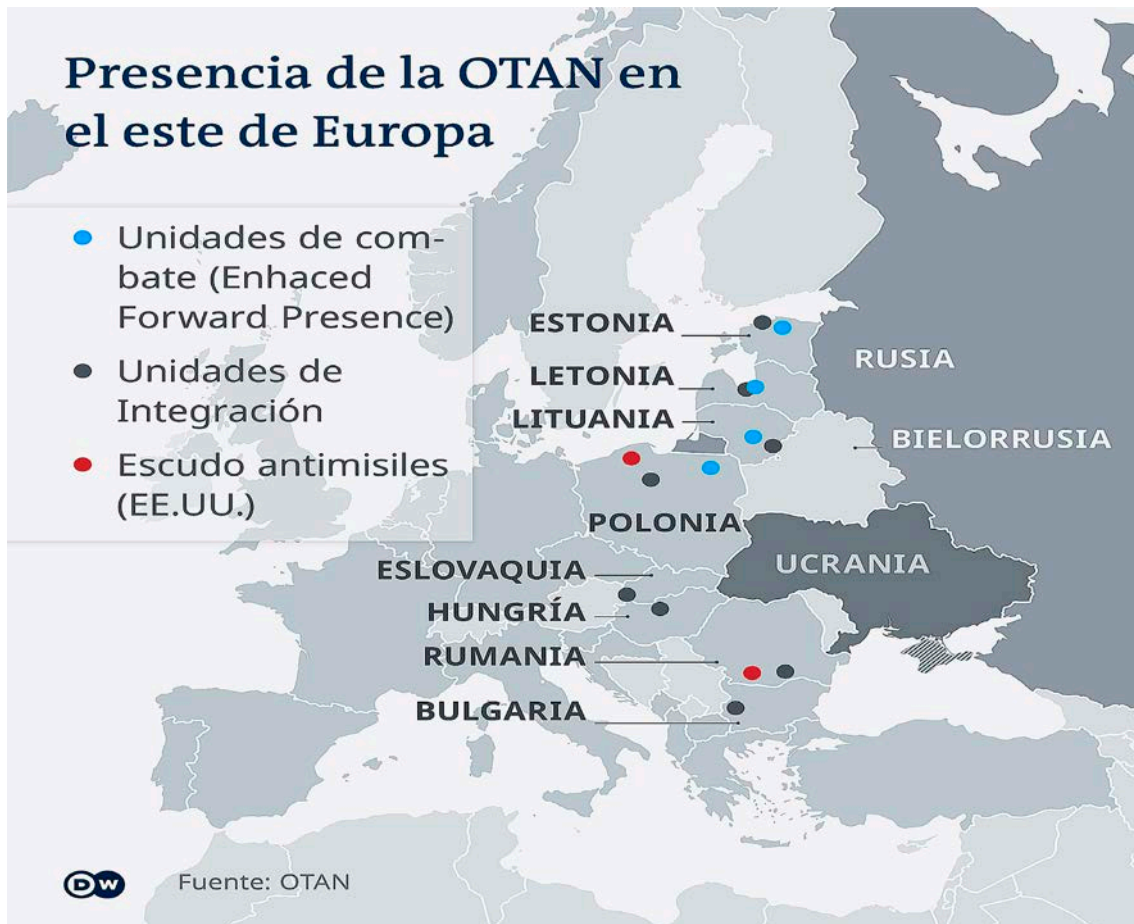 Presencia de la OTAN en
el este de Europa
Unidades de com-
bate (Enhaced
Forward Presence)
Unidades de
Integración
Escudo antimisiles
(EE.UU.)
ESTONIA
LETONIA
LITUANIA
RUSIA
BIELORRUSIA
POLONIA
UCRANIA
ESLOVAQUIA
HUNGRÍA
RUMANIA
BULGARIA
DW Fuente: OTAN